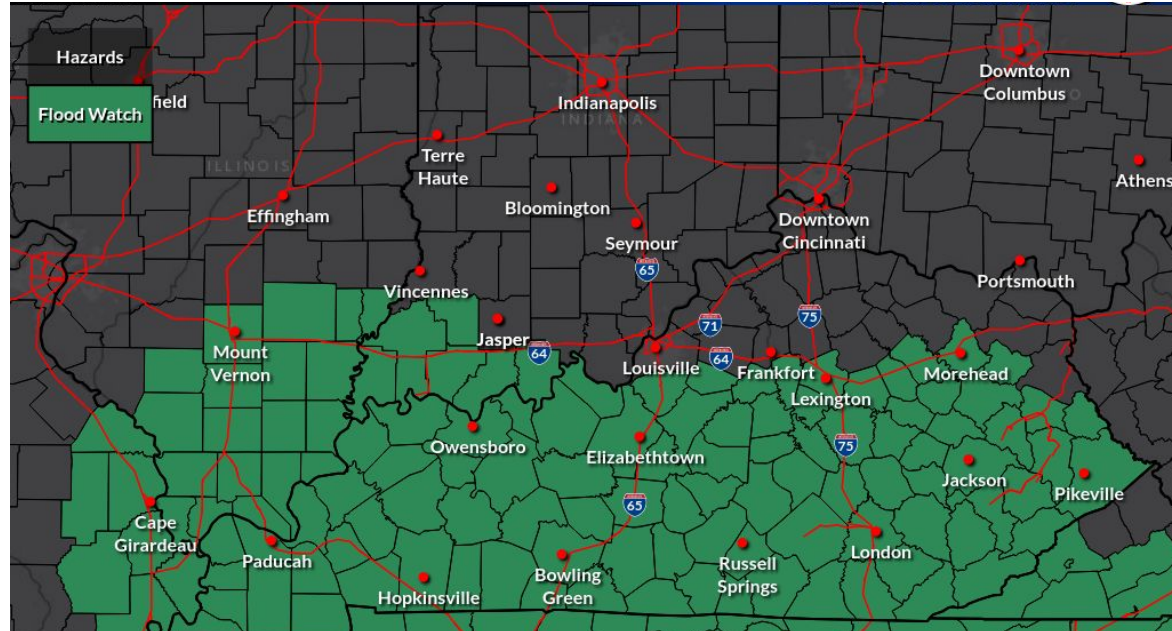 Hazards
Flood Watch
field
ILLINOIS
INDIANA
Indianapolis
Downtown
Columbus
Athens
Terre
Haute
Effingham
Bloomington
Seymour
Downtown
Cincinnati
65
Portsmouth
Vincennes
Jasper
71
75
Mount
Vernon
64
Louisville
64
Frankfort
Lexington
Morehead
Owensboro
Elizabethtown
75
Jackson
Pikeville
65
Cape
Girardeau
Paducah
London
Russell
Springs
Bowling
Green
Hopkinsville